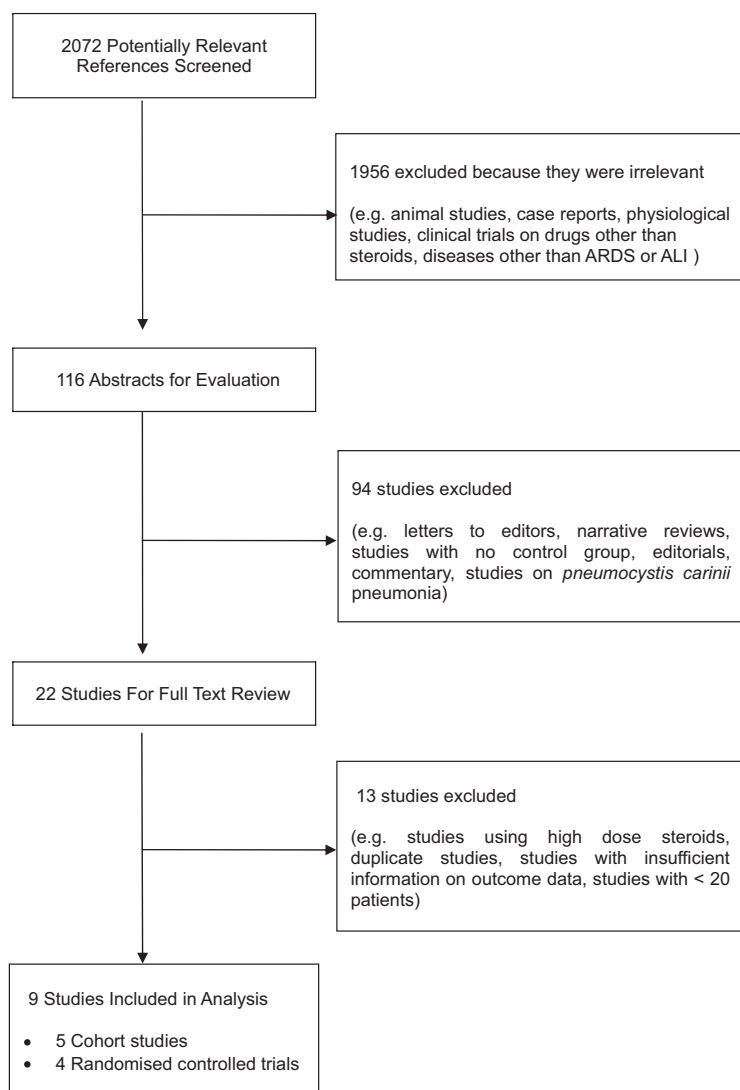 2072 Potentially Relevant
References Screened
1956 excluded because they were irrelevant
(e.g. animal studies, case reports, physiological
studies, clinical trials on drugs other than
steroids, diseases other than ARDS or ALI )
116 Abstracts for Evaluation
94 studies excluded
(e.g. letters to editors, narrative reviews,
studies with no control group, editorials,
commentary, studies on pneumocystis carinii
pneumonia)
22 Studies For Full Text Review
13 studies excluded
(e.g. studies using high dose steroids,
duplicate studies, studies with insufficient
information on outcome data, studies with < 20
patients)
9 Studies Included in Analysis
• 5 Cohort studies
• 4 Randomised controlled trials